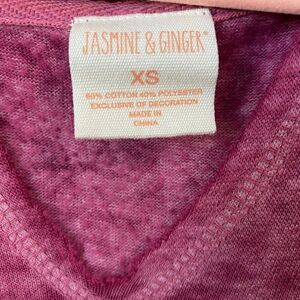 JASMINE & GINGER®
XS
60% COTTON 40% POLYESTER
EXCLUSIVE OF DECORATION
MADE IN
CHINA